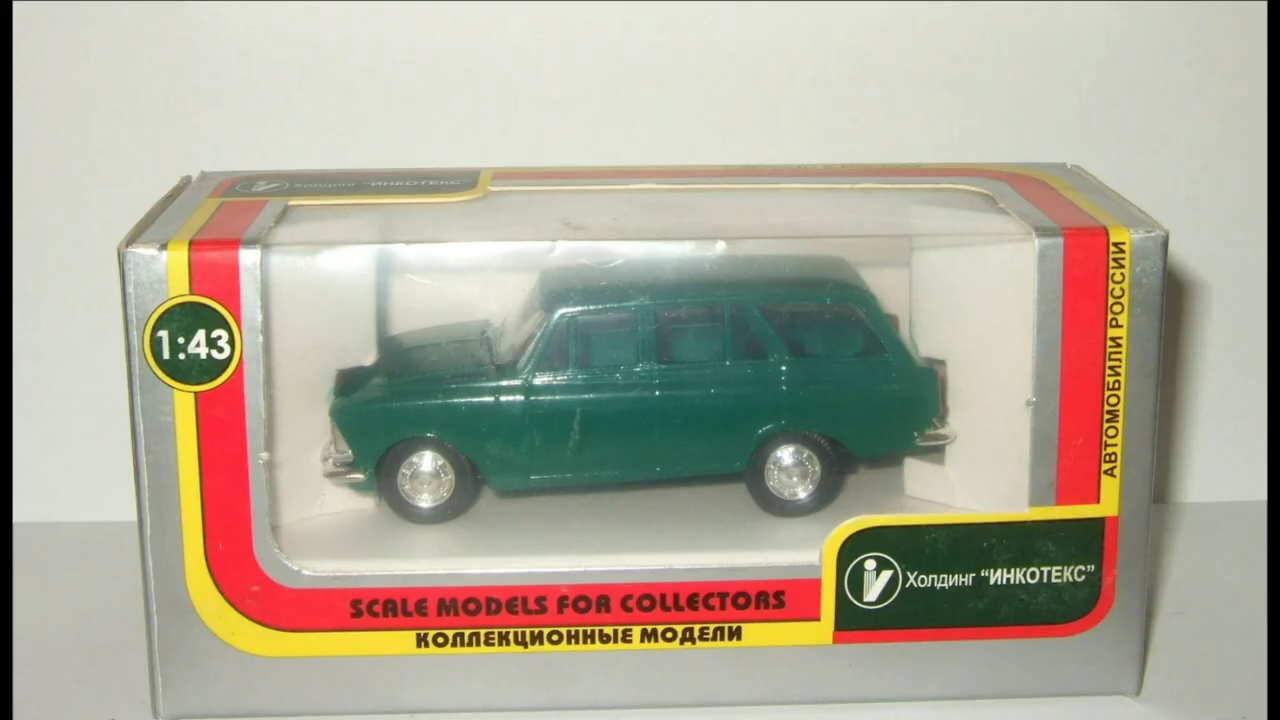 Холдинг "ИНКОТЕКС"
1:43
АВТОМОБИЛИ РОССИИ
Холдинг "ИНКОТЕКС"
SCALE MODELS FOR COLLECTORS
КОЛЛЕКЦИОННЫЕ МОДЕЛИ